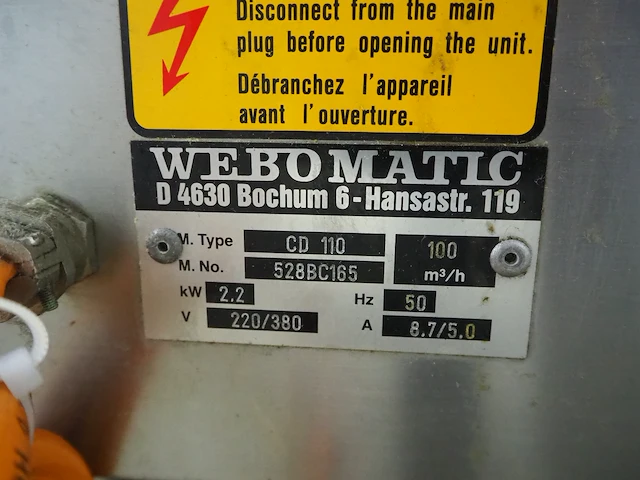 Disconnect from the main
plug before opening the unit.
Débranchez l'appareil
avant l'ouverture.
WEBOMATIC
D 4630 Bochum 6-Hansastr. 119
M. Type CD 110 100
M. No. 528BC165 m³/h
kW 2.2 Hz 50
V 220/380 A 8.7/5.0